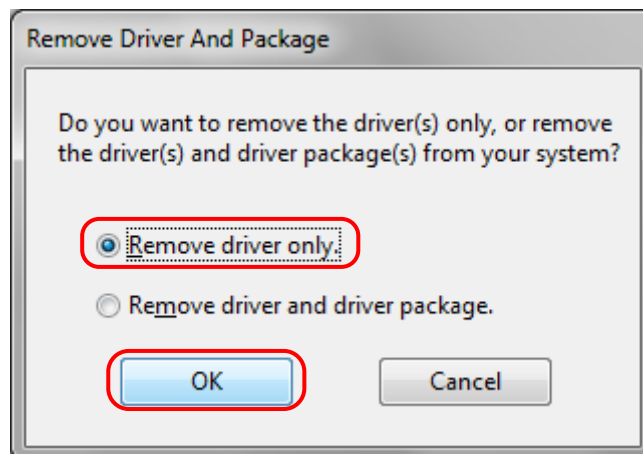 Remove Driver And Package
Do you want to remove the driver(s) only, or remove
the driver(s) and driver package(s) from your system?
Remove driver only.
Remove driver and driver package.
OK Cancel